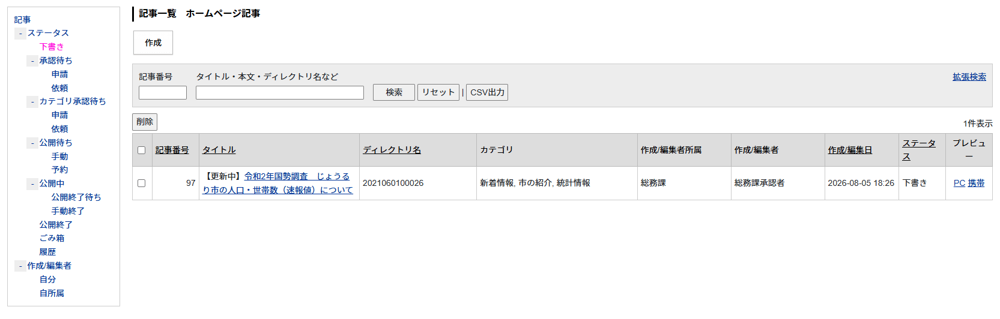 記事
- ステータス
下書き
- 承認待ち
申請
依頼
- カテゴリ承認待ち
申請
依頼
- 公開待ち
手動
予約
- 公開中
公開終了待ち
手動終了
公開終了
ごみ箱
履歴
- 作成/編集者
自分
自所属
記事一覧　ホームページ記事
作成
記事番号 タイトル・本文・ディレクトリ名など 拡張検索
検索 リセット | CSV出力
削除 1件表示
記事番号 タイトル ディレクトリ名 カテゴリ 作成/編集者所属 作成/編集者 作成/編集日 ステータ
ス プレビュ
ー
97 【更新中】令和2年国勢調査　じょうる
り市の人口・世帯数（速報値）について 2021060100026 新着情報, 市の紹介, 統計情報 総務課 総務課承認者 2026-08-05 18:26 下書き PC 携帯